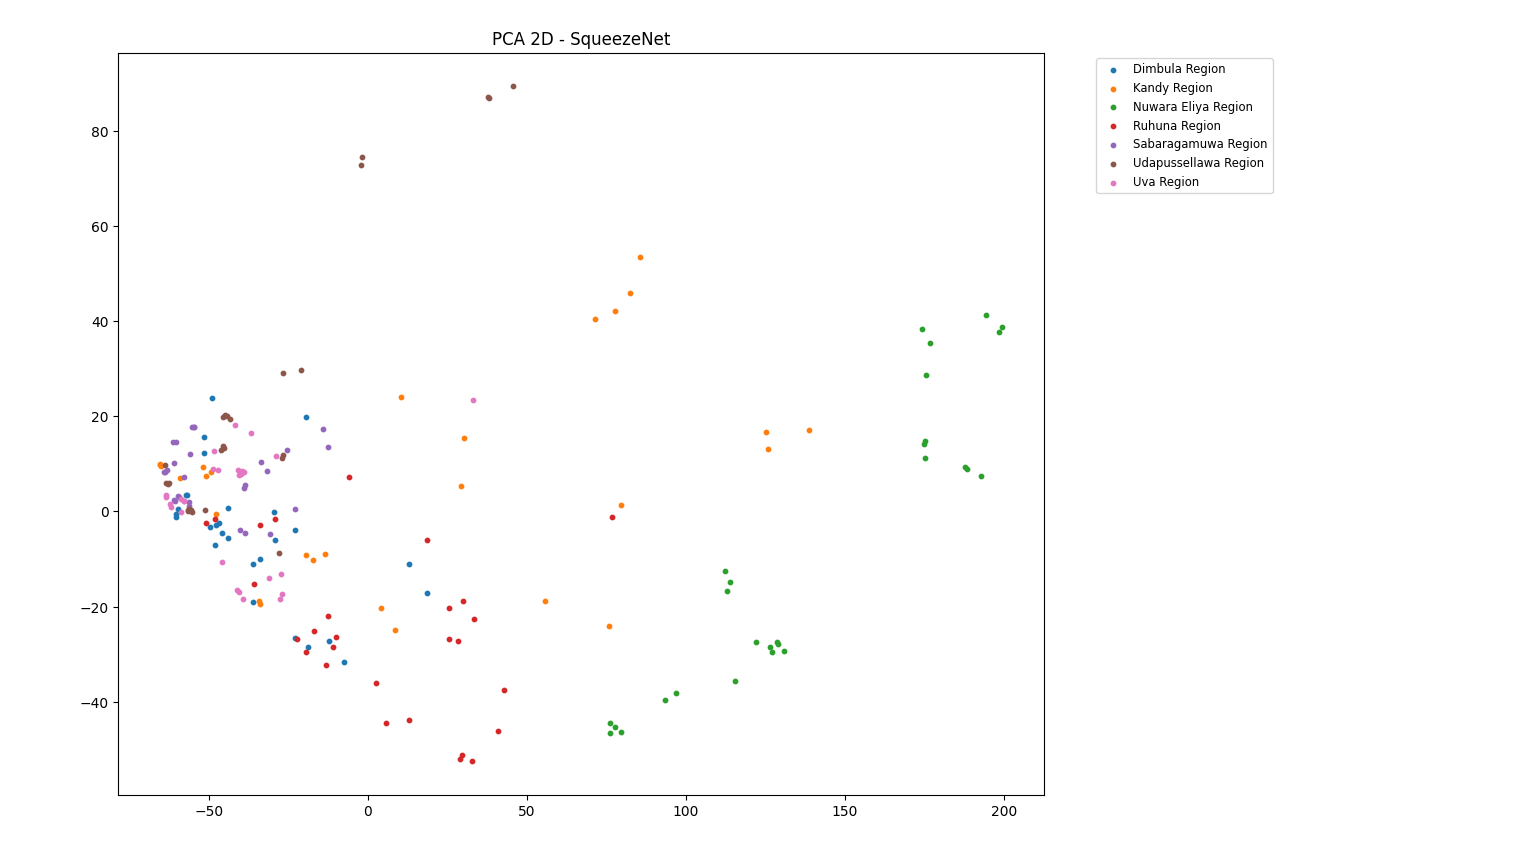 PCA 2D - SqueezeNet
Dimbula Region
Kandy Region
Nuwara Eliya Region
Ruhuna Region
Sabaragamuwa Region
Udapussellawa Region
Uva Region
80
60
40
20
0
−20
−40
−50 0 50 100 150 200